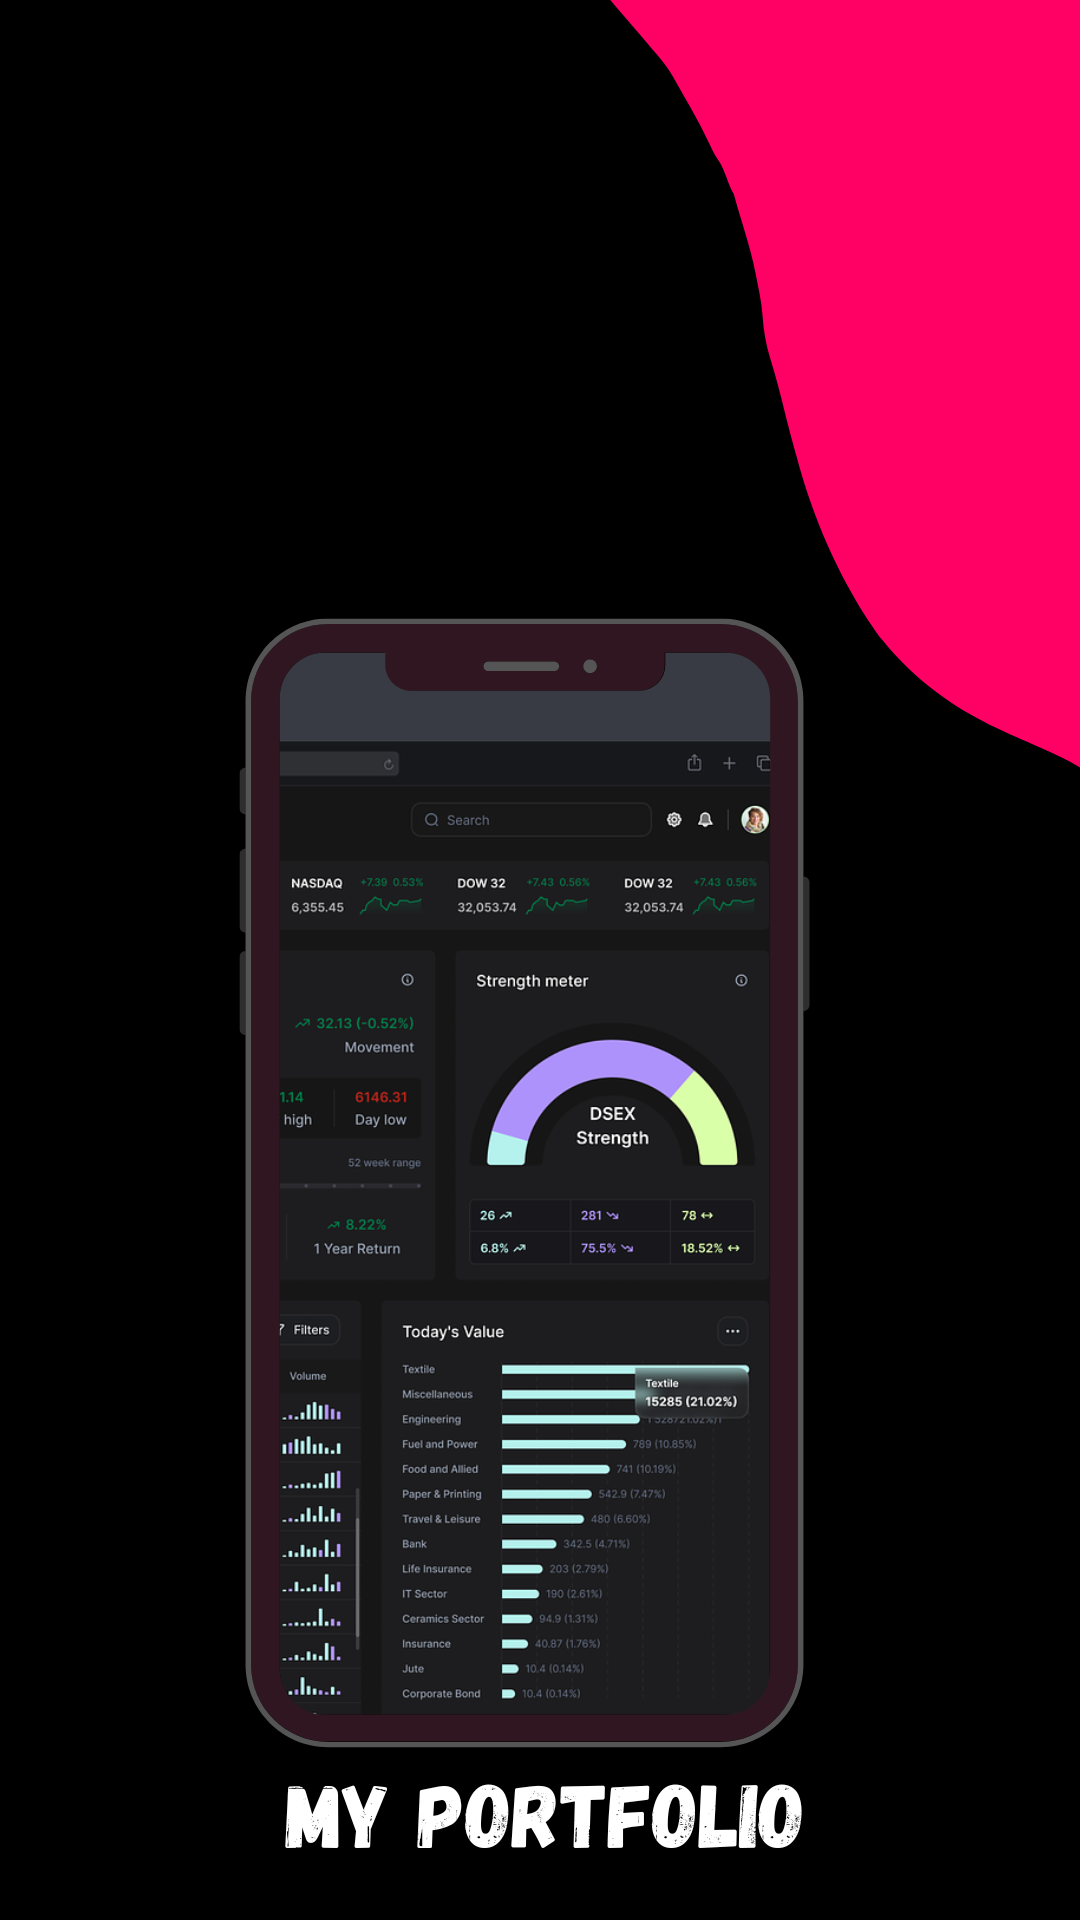 Search
NASDAQ +7.39 0.53% DOW 32 +7.43 0.56% DOW 32 +7.43 0.56%
6,355.45 32,053.74 32,053.74
Strength meter
32.13 (-0.52%)
Movement
1.14 6146.31
high Day low
52 week range
8.22%
1 Year Return
DSEX
Strength
26 281 78
6.8% 75.5% 18.52%
Filters
Volume
Today's Value
Textile
Textile
15285 (21.02%)
Miscellaneous
Engineering
Fuel and Power 789 (10.85%)
Food and Allied 741 (10.19%)
Paper & Printing 542.9 (7.47%)
Travel & Leisure 480 (6.60%)
Bank 342.5 (4.71%)
Life Insurance 203 (2.79%)
IT Sector 190 (2.61%)
Ceramics Sector 94.9 (1.31%)
Insurance 40.87 (1.76%)
Jute 10.4 (0.14%)
Corporate Bond 10.4 (0.14%)
MY PORTFOLIO